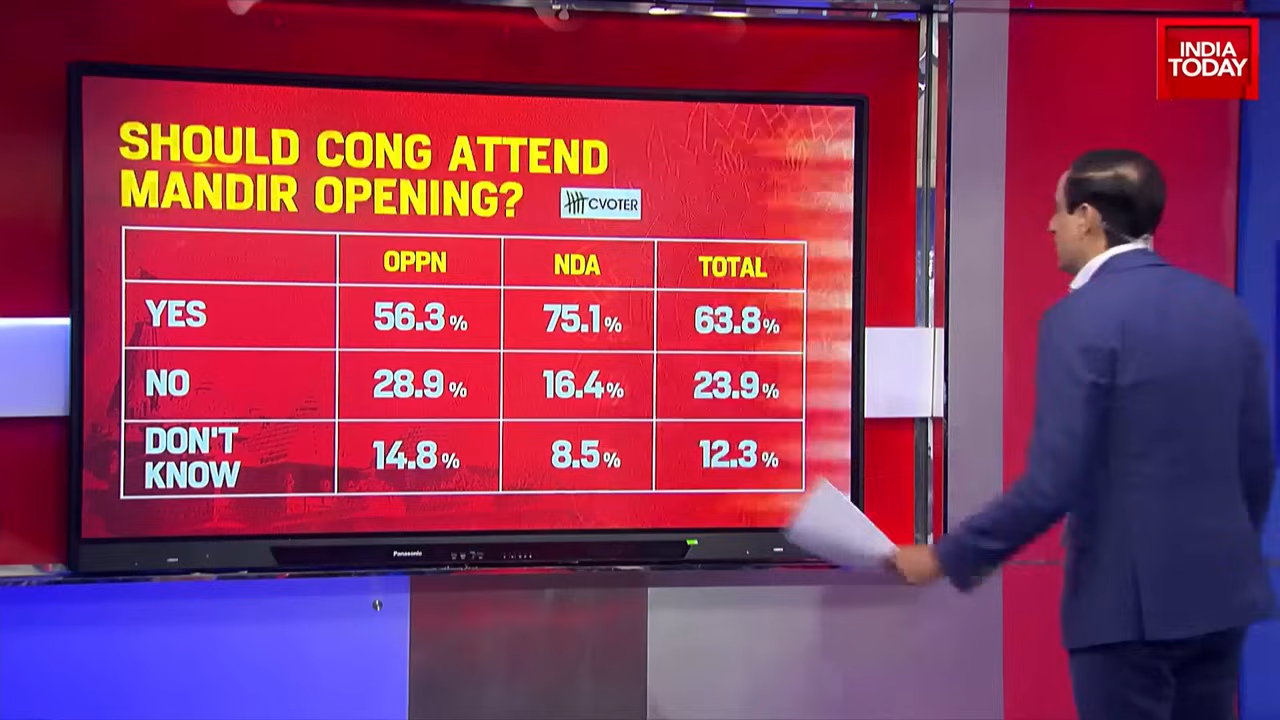 INDIA
TODAY
SHOULD CONG ATTEND
MANDIR OPENING?
CVOTER
OPPN NDA TOTAL
YES 56.3% 75.1% 63.8%
NO 28.9% 16.4% 23.9%
DON'T
KNOW 14.8% 8.5% 12.3%
Panasonic